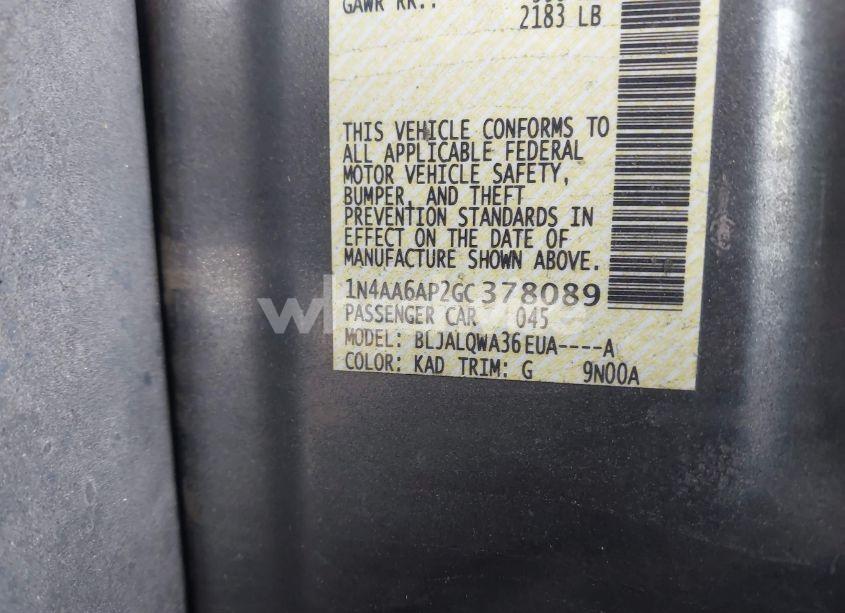 GAWR RR.:
2183 LB
THIS VEHICLE CONFORMS TO
ALL APPLICABLE FEDERAL
MOTOR VEHICLE SAFETY,
BUMPER, AND THEFT
PREVENTION STANDARDS IN
EFFECT ON THE DATE OF
MANUFACTURE SHOWN ABOVE.
1N4AA6AP2GC378089
PASSENGER CAR 045
MODEL: BLJALQWA36EUA----A
COLOR: KAD TRIM: G 9N00A